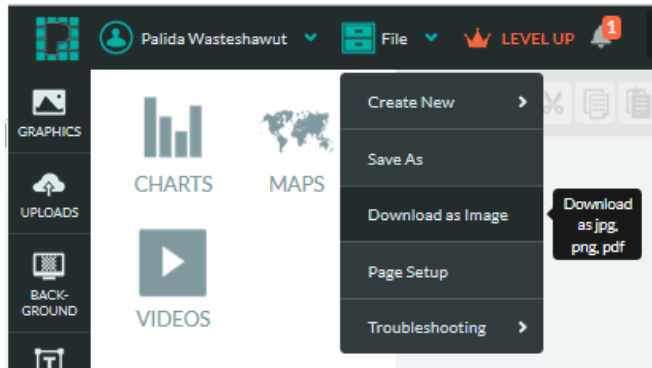 Palida Wasteshawut File LEVEL UP 1
GRAPHICS
UPLOADS
BACK-
GROUND
CHARTS MAPS
VIDEOS
Create New
Save As
Download as Image
Page Setup
Troubleshooting
Download
as jpg,
png, pdf